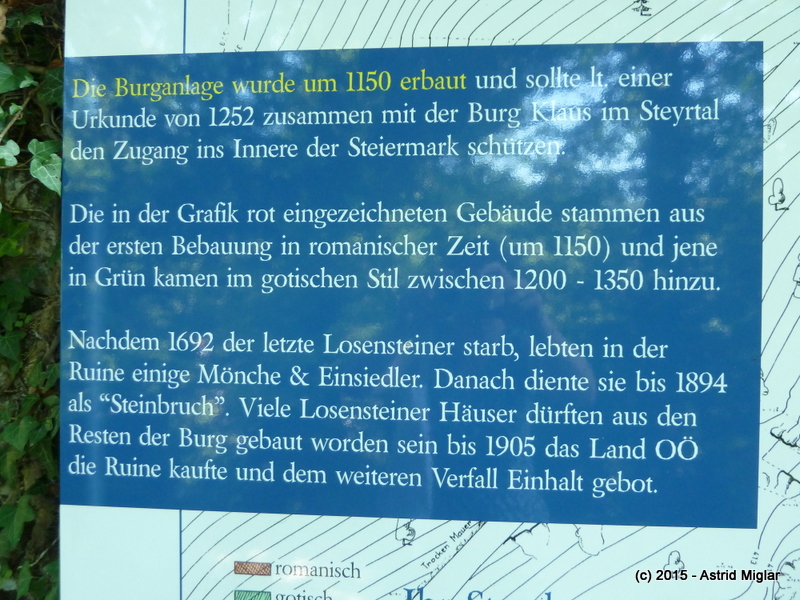 Die Burganlage wurde um 1150 erbaut und sollte lt. einer
Urkunde von 1252 zusammen mit der Burg Klaus im Steyrtal
den Zugang ins Innere der Steiermark schützen.
Die in der Grafik rot eingezeichneten Gebäude stammen aus
der ersten Bebauung in romanischer Zeit (um 1150) und jene
in Grün kamen im gotischen Stil zwischen 1200 - 1350 hinzu.
Nachdem 1692 der letzte Losensteiner starb, lebten in der
Ruine einige Mönche & Einsiedler. Danach diente sie bis 1894
als “Steinbruch”. Viele Losensteiner Häuser dürften aus den
Resten der Burg gebaut worden sein bis 1905 das Land OÖ
die Ruine kaufte und dem weiteren Verfall Einhalt gebot.
Trocken Mauer
romanisch
gotisch
(c) 2015 - Astrid Miglar